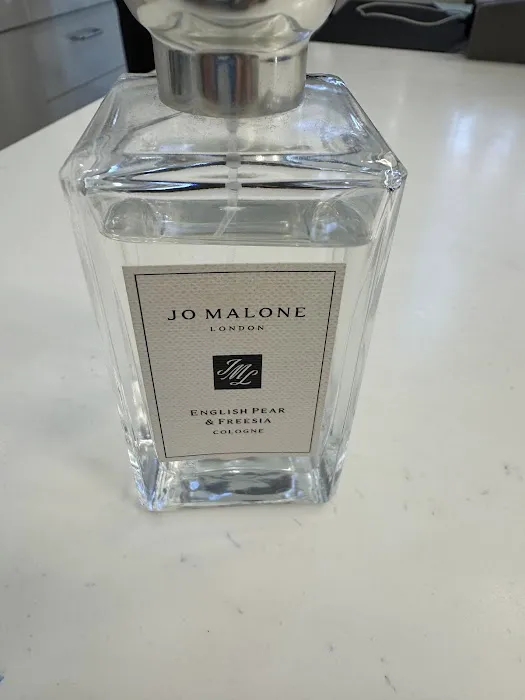 JO MALONE
LONDON
JML
ENGLISH PEAR
& FREESIA
COLOGNE